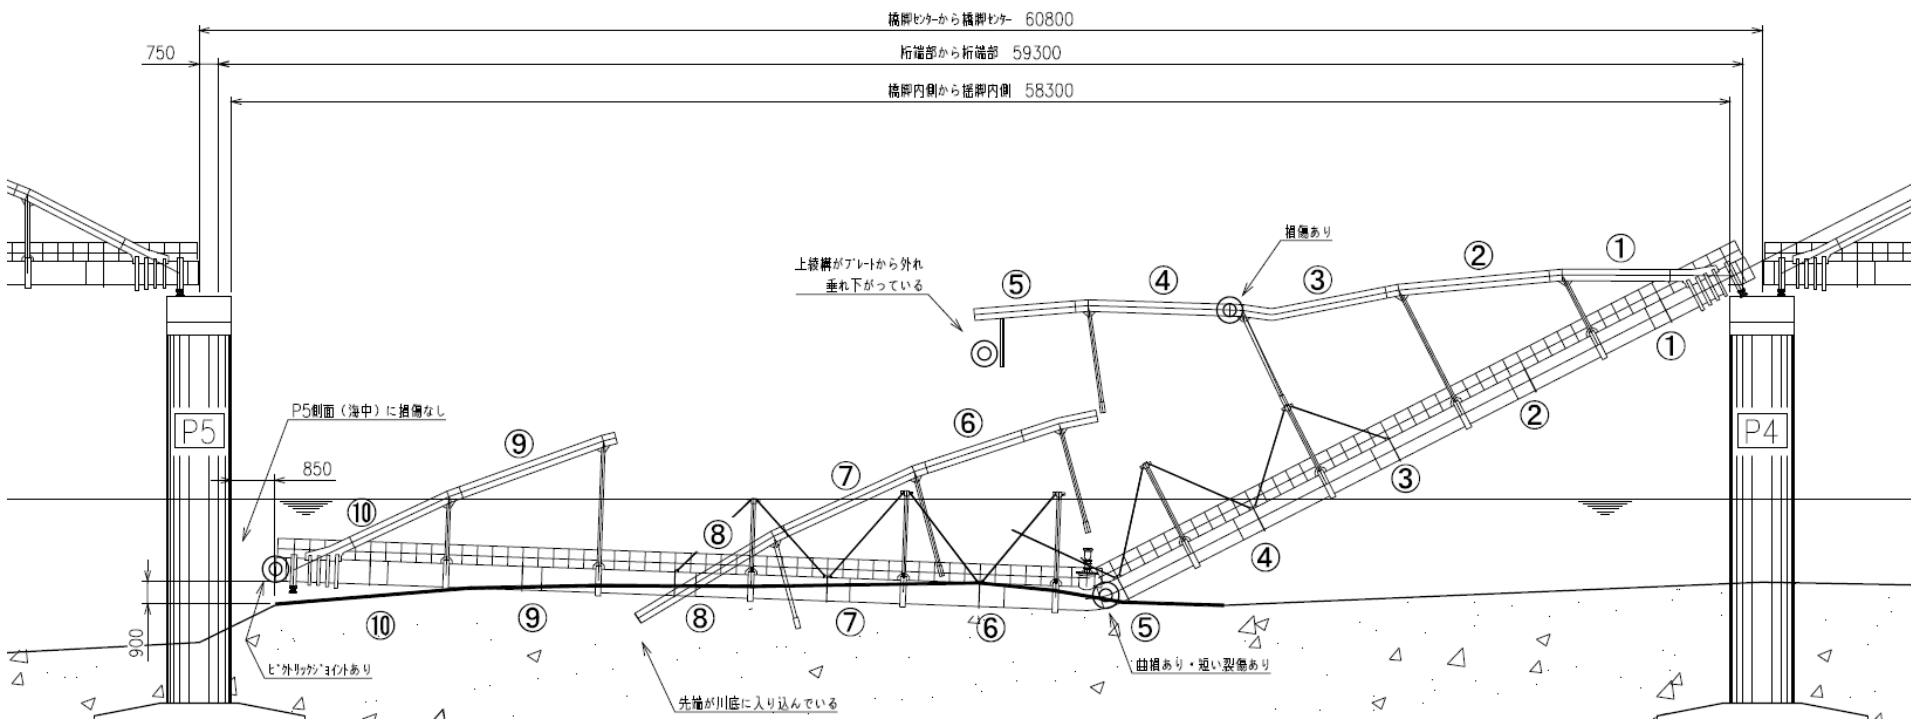 橋脚センターから橋脚センター 60800
750
桁端部から桁端部 59300
橋脚内側から揺脚内側 58300
損傷あり
①
②
上綾構がプレートから外れ
垂れ下がっている
⑤
④
③
①
P5側面（海中）に損傷なし
②
P5
P4
⑥
⑨
850
⑦
③
⑩
⑧
④
900
⑩
⑨
⑧
⑦
⑥
⑤
ビクトリックジョイントあり
曲損あり・短い裂傷あり
先端が川底に入り込んでいる